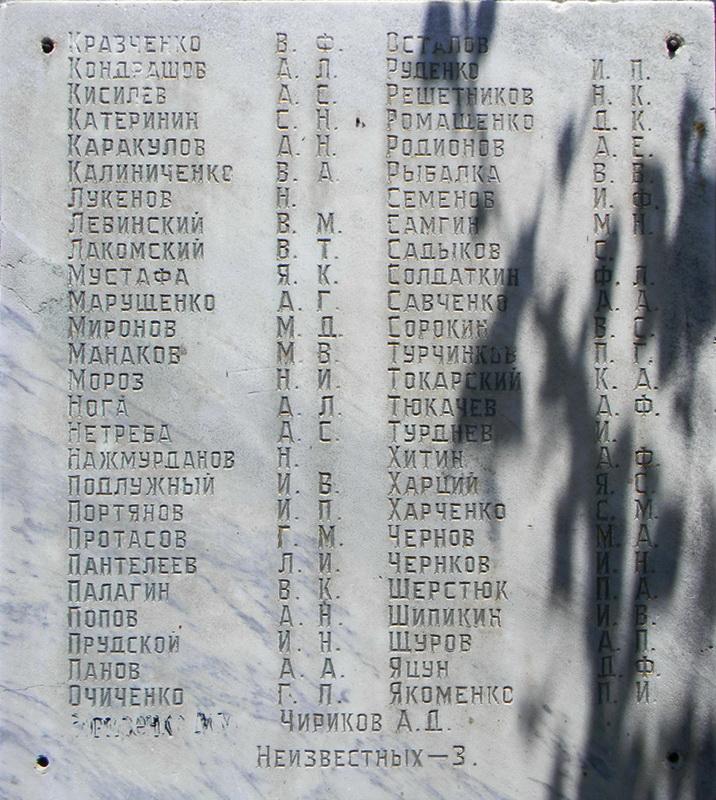 Кразченко В. Ф. Осталов
Кондрашов А. Л. Руденко И. П.
Кисилев А. С. Решетников Н. К.
Катеринин С. Н. Ромащенко Д. К.
Каракулов А. Н. Родионов А. Е.
Калиниченко В. А. Рыбалка В. В.
Лукенов Н. Семенов И. Ф.
Левинский В. М. Самгин М. Н.
Лакомский В. Т. Садыков С.
Мустафа Я. К. Солдаткин Ф. Л.
Марущенко А. Г. Савченко А. А.
Миронов М. Д. Сорокин В. С.
Манаков М. В. Турчинков П. Г.
Мороз Н. И. Токарский К. А.
Нога А. Л. Тюкачев А. Ф.
Нетреба А. С. Турднев И.
Нажмурданов Н. Хитин А. Ф.
Подлужный И. В. Харций Я. С.
Портянов И. П. Харченко С. М.
Протасов Г. М. Чернов М. А.
Пантелеев Л. И. Чернков И. Н.
Палагин В. К. Шерстюк П. А.
Попов А. Н. Шипикин И. В.
Прудской И. Н. Щуров А. П.
Панов А. А. Яцун Д. Ф.
Очиченко Г. П. Якоменко П. И
Чириков А. Д.
Неизвестных — 3.